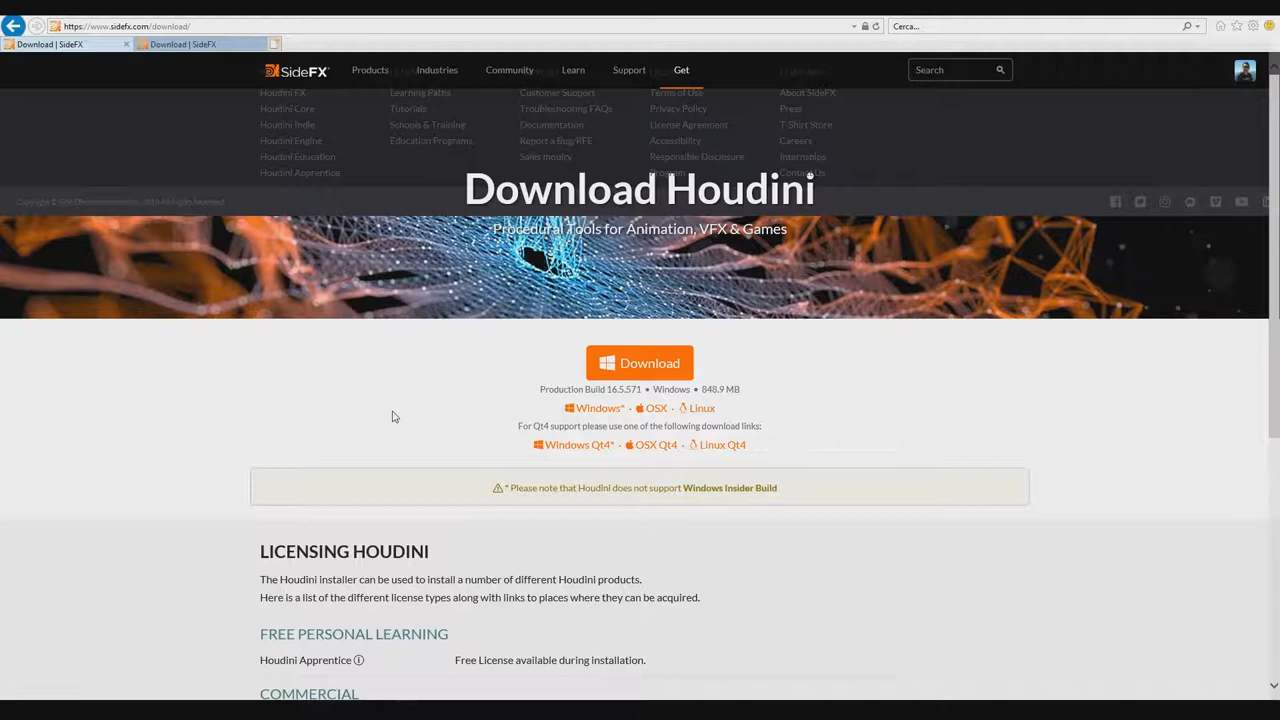 https://www.sidefx.com/download/
Cerca...
Download | SideFX
Download | SideFX
SideFX
Products
Industries
Community
Learn
Support
Get
Search
Houdini FX
Learning Paths
Customer Support
Terms of Use
About SideFX
Houdini Core
Tutorials
Troubleshooting FAQs
Privacy Policy
Press
Houdini Indie
Schools & Training
Documentation
License Agreement
T-Shirt Store
Houdini Engine
Education Programs
Report a Bug/RFE
Accessibility
Careers
Houdini Education
Sales Inquiry
Responsible Disclosure
Internships
Houdini Apprentice
Program
Contact Us
Download Houdini
Procedural Tools for Animation, VFX & Games
Download
Production Build 16.5.571 • Windows • 848.9 MB
Windows* · OSX · Linux
For Qt4 support please use one of the following download links:
Windows Qt4* · OSX Qt4 · Linux Qt4
* Please note that Houdini does not support Windows Insider Build
LICENSING HOUDINI
The Houdini installer can be used to install a number of different Houdini products.
Here is a list of the different license types along with links to places where they can be acquired.
FREE PERSONAL LEARNING
Houdini Apprentice
Free License available during installation.
COMMERCIAL